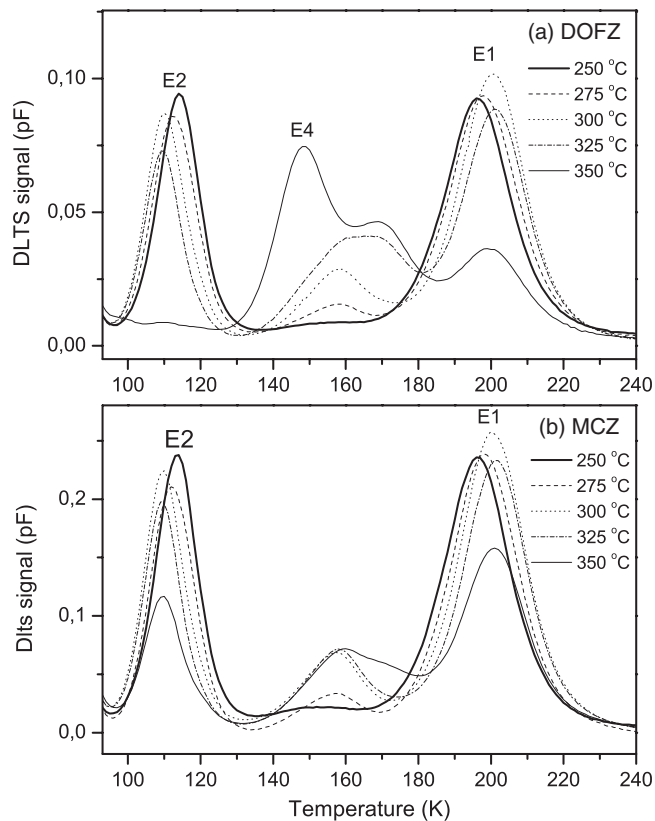 (a) DOFZ
E2
E1
E4
250 °C
275 °C
300 °C
325 °C
350 °C
DLTS signal (pF)
0,10
0,05
0,00
100 120 140 160 180 200 220 240
(b) MCZ
E2
E1
250 °C
275 °C
300 °C
325 °C
350 °C
Dlts signal (pF)
0,2
0,1
0,0
100 120 140 160 180 200 220 240
Temperature (K)